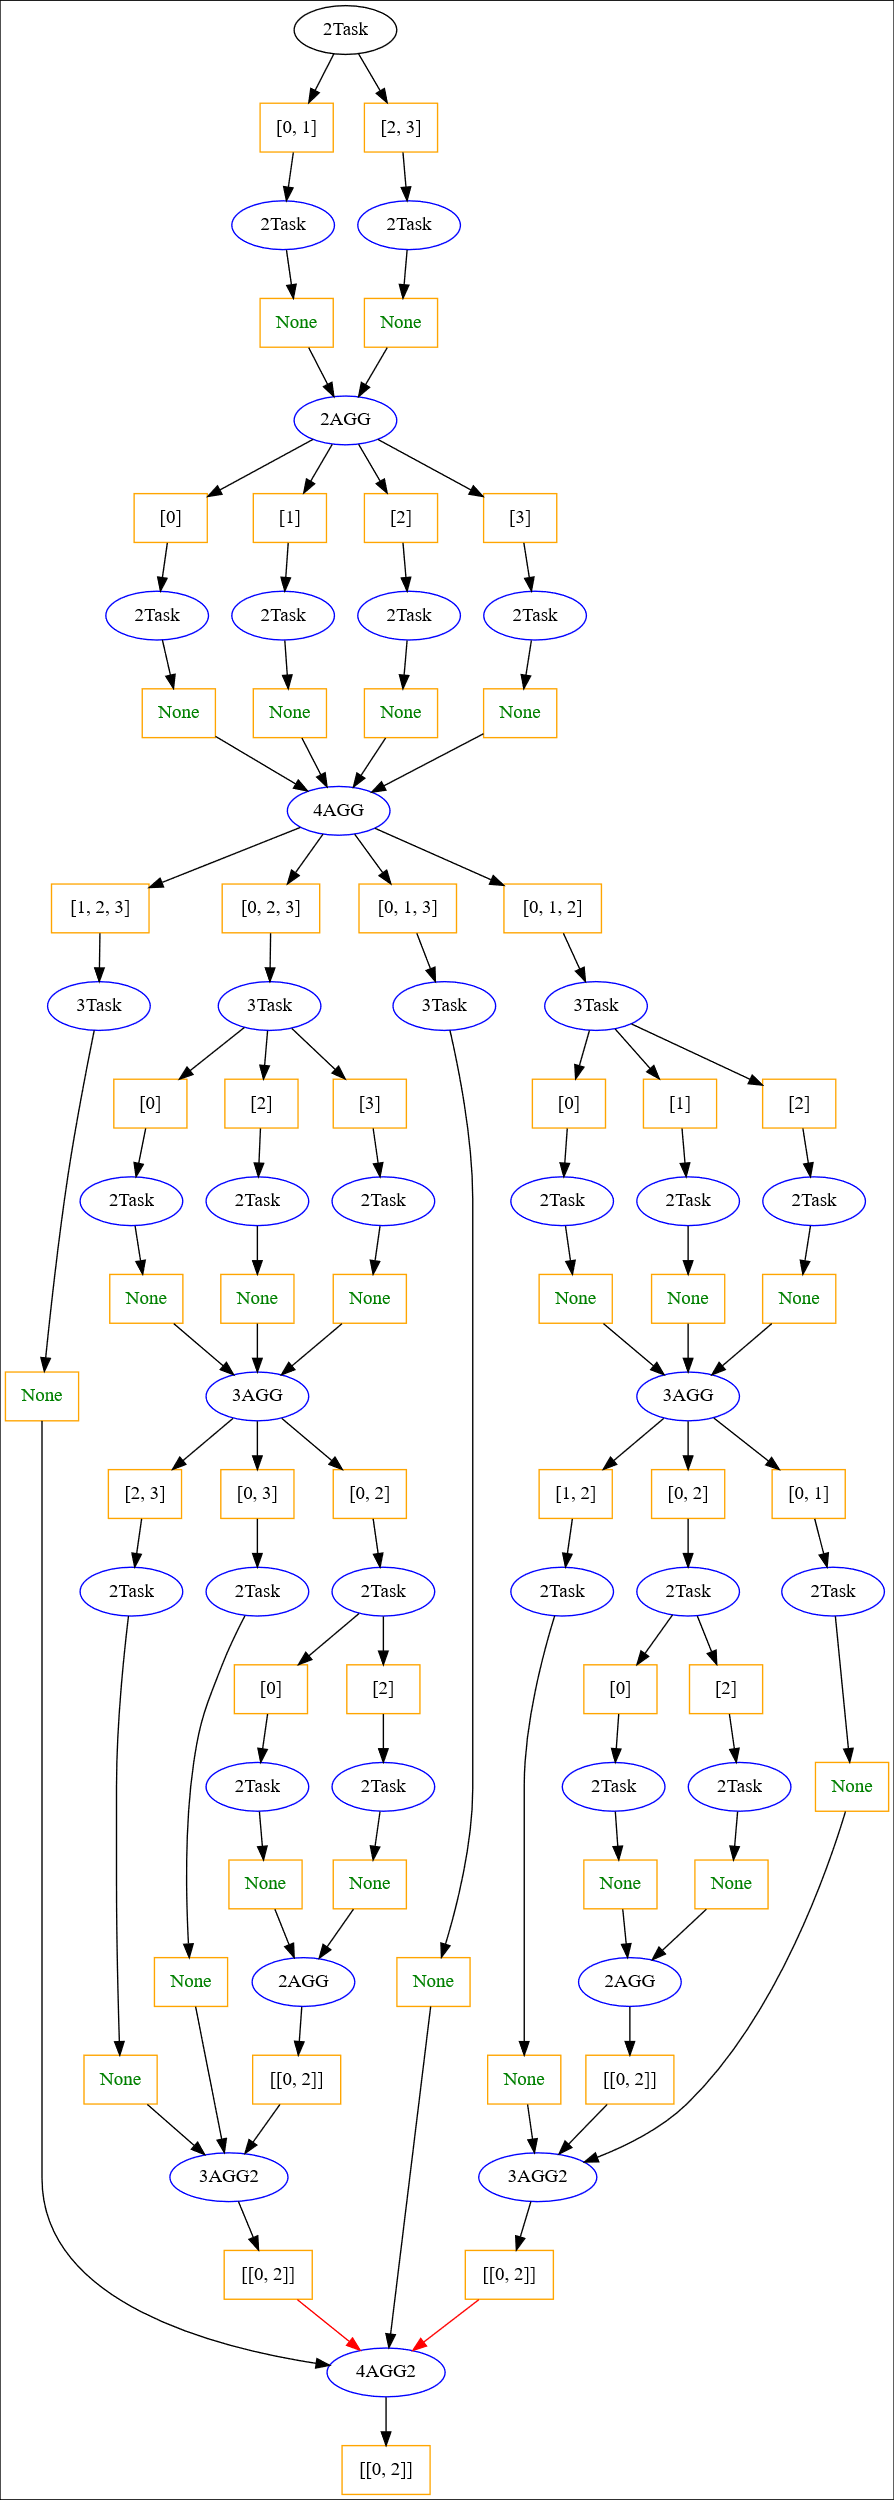 2Task
[0, 1]
[2, 3]
2Task
2Task
None
None
2AGG
[0]
[1]
[2]
[3]
2Task
2Task
2Task
2Task
None
None
None
None
4AGG
[1, 2, 3]
[0, 2, 3]
[0, 1, 3]
[0, 1, 2]
3Task
3Task
3Task
3Task
[0]
[2]
[3]
[0]
[1]
[2]
2Task
2Task
2Task
2Task
2Task
2Task
None
None
None
None
None
None
None
3AGG
3AGG
[2, 3]
[0, 3]
[0, 2]
[1, 2]
[0, 2]
[0, 1]
2Task
2Task
2Task
2Task
2Task
2Task
[0]
[2]
[0]
[2]
2Task
2Task
2Task
2Task
None
None
None
None
None
None
2AGG
None
2AGG
None
[[0, 2]]
None
[[0, 2]]
3AGG2
3AGG2
[[0, 2]]
[[0, 2]]
4AGG2
[[0, 2]]